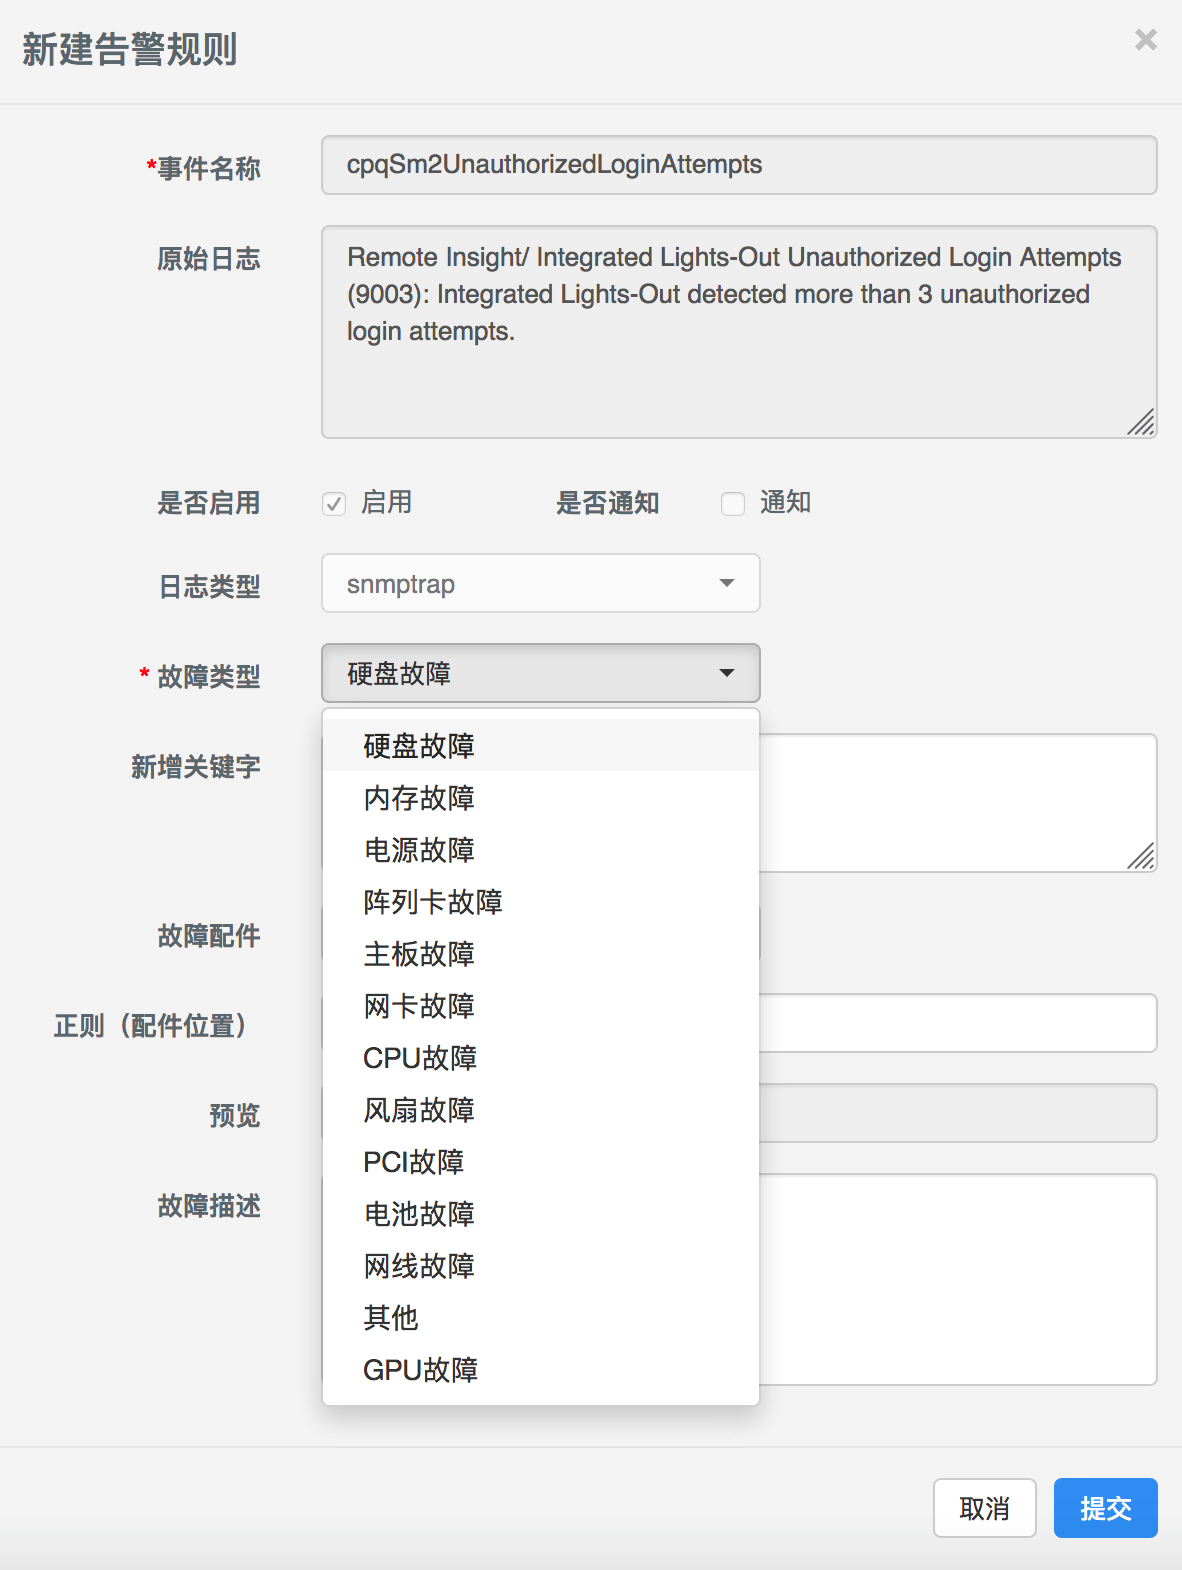 新建告警规则
×
*事件名称
cpqSm2UnauthorizedLoginAttempts
原始日志
Remote Insight/ Integrated Lights-Out Unauthorized Login Attempts
(9003): Integrated Lights-Out detected more than 3 unauthorized
login attempts.
是否启用 启用 是否通知 通知
日志类型 snmptrap
* 故障类型 硬盘故障
硬盘故障
新增关键字
内存故障
电源故障
阵列卡故障
故障配件
主板故障
网卡故障
正则（配件位置）
CPU故障
风扇故障
预览
PCI故障
故障描述
电池故障
网线故障
其他
GPU故障
取消 提交